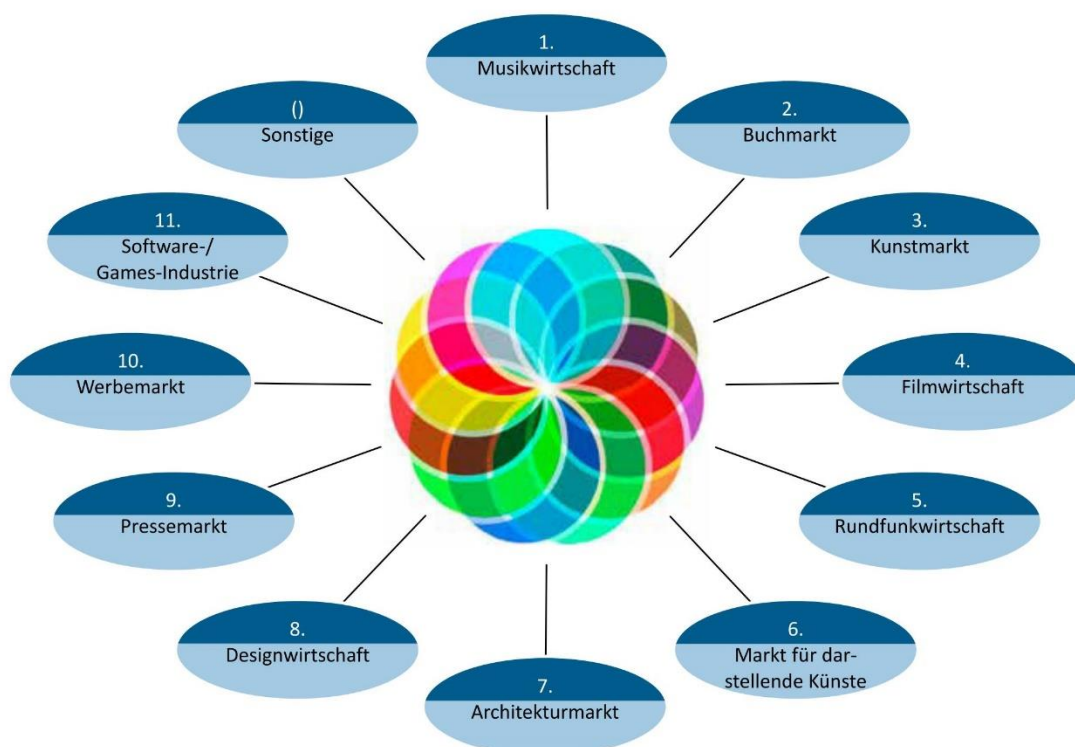 1.
Musikwirtschaft
2.
Buchmarkt
3.
Kunstmarkt
4.
Filmwirtschaft
5.
Rundfunkwirtschaft
6.
Markt für dar-
stellende Künste
7.
Architekturmarkt
8.
Designwirtschaft
9.
Pressemarkt
10.
Werbemarkt
11.
Software-/
Games-Industrie
()
Sonstige